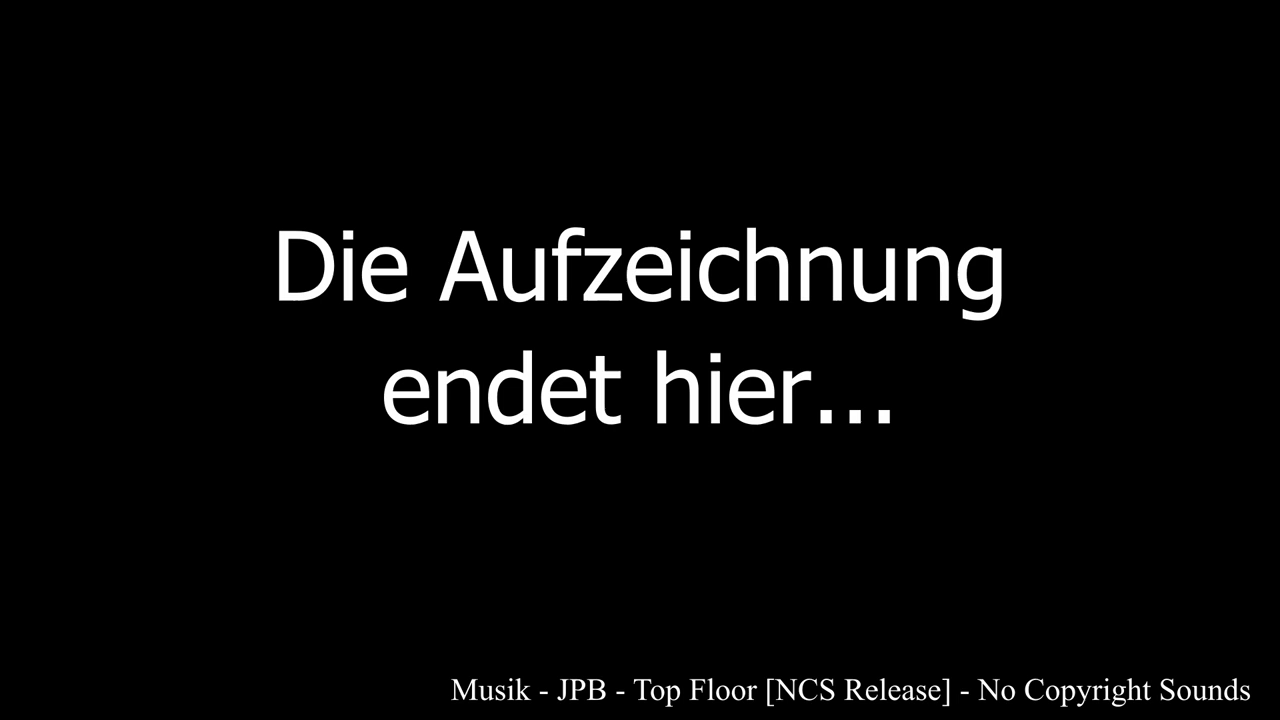 Die Aufzeichnung
endet hier...
Musik - JPB - Top Floor [NCS Release] - No Copyright Sounds